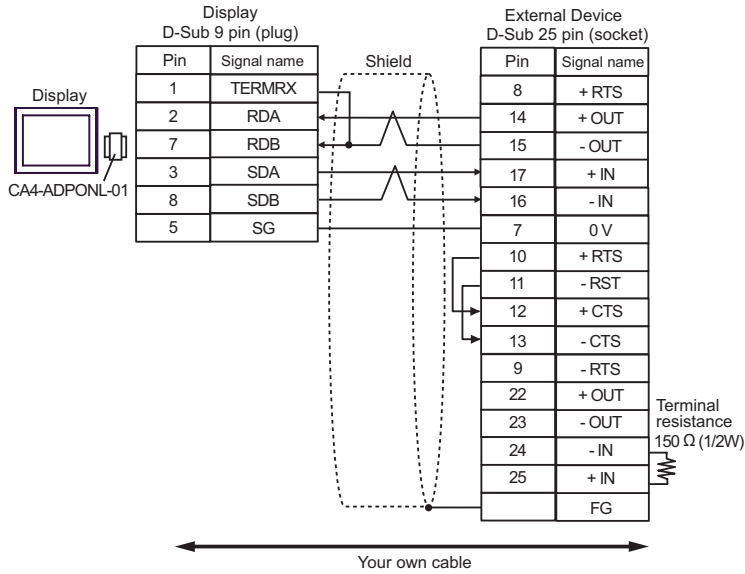 Display
D-Sub 9 pin (plug)
External Device
D-Sub 25 pin (socket)
Display
CA4-ADPONL-01
Pin Signal name
1 TERMRX
2 RDA
7 RDB
3 SDA
8 SDB
5 SG
Shield
Pin Signal name
8 + RTS
14 + OUT
15 - OUT
17 + IN
16 - IN
7 0 V
10 + RTS
11 - RST
12 + CTS
13 - CTS
9 - RTS
22 + OUT
23 - OUT
24 - IN
25 + IN
FG
Terminal
resistance
150 Ω (1/2W)
Your own cable